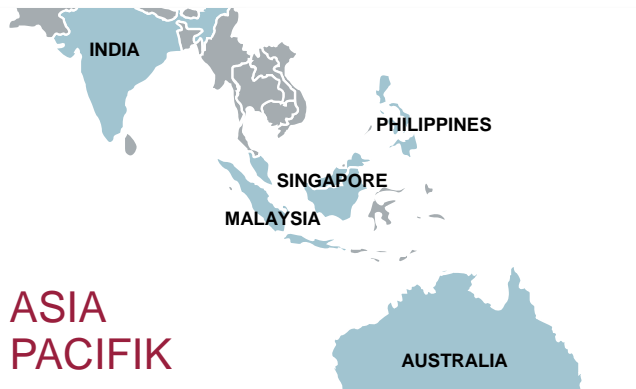 INDIA
PHILIPPINES
SINGAPORE
MALAYSIA
ASIA
PACIFIK
AUSTRALIA